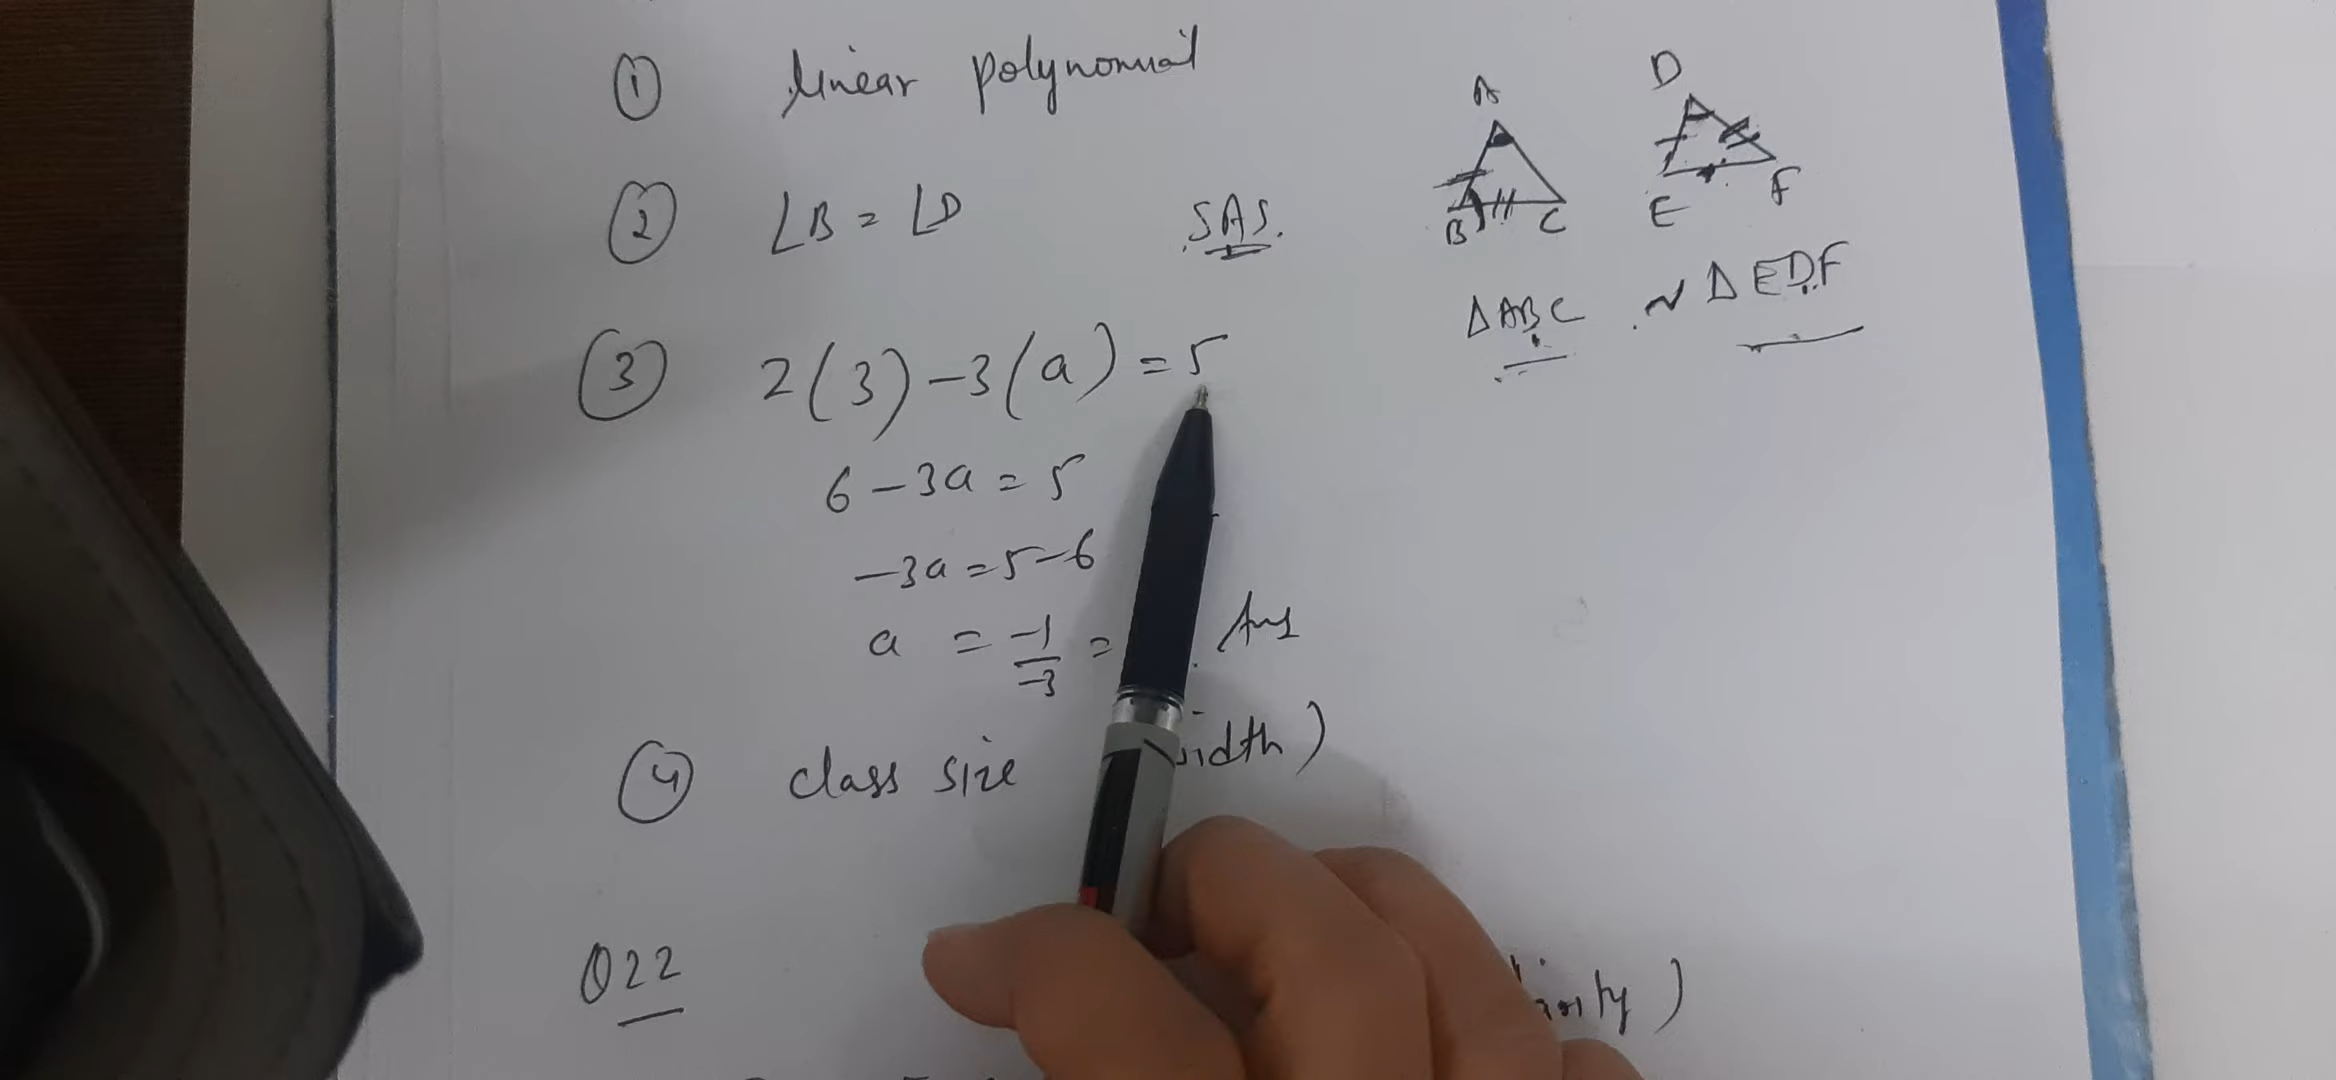 ① linear polynomial
② ∠B = ∠D SAS.
A
B C
D
E F
ΔABC ~ ΔEDF
③ 2(3) -3(a) = 5
6 - 3a = 5
-3a = 5-6
a = -1/-3 = Ans
④ class size
Q22